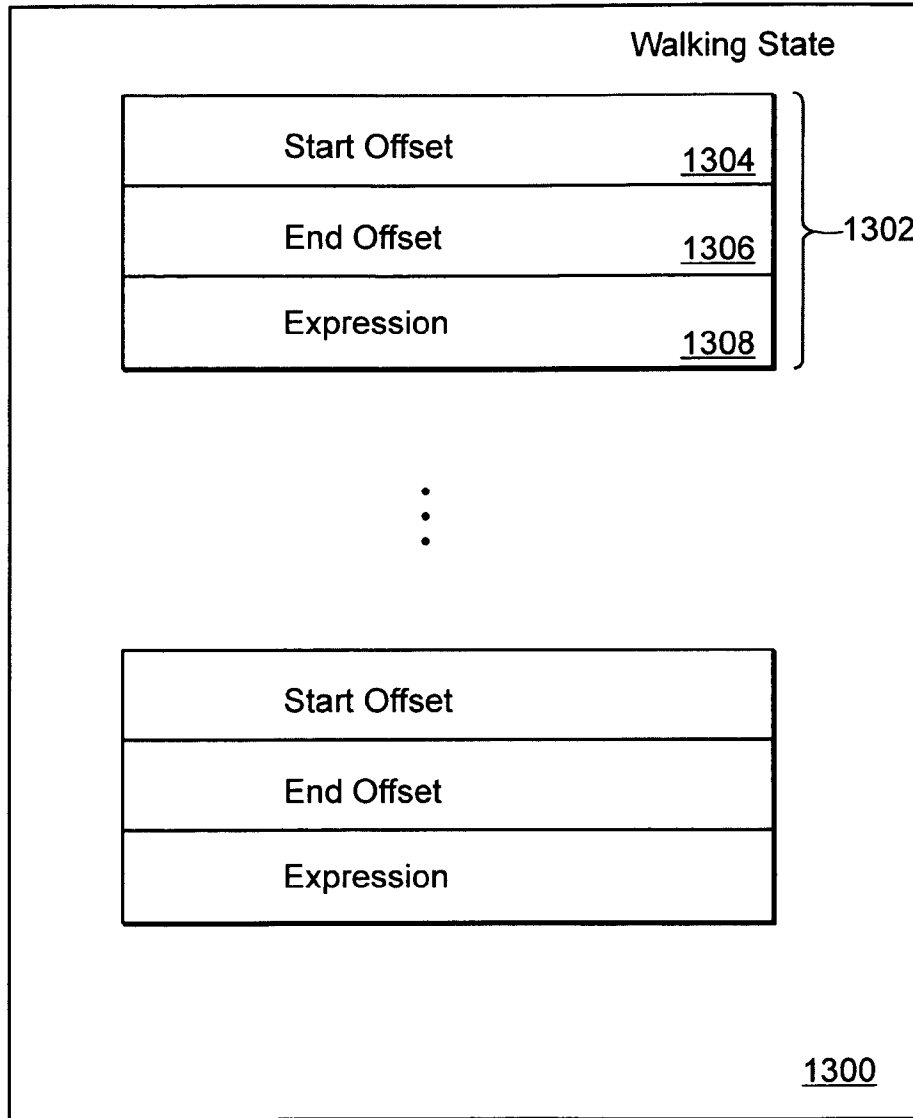 Walking State
Start Offset 1304
End Offset 1306
Expression 1308
1302
Start Offset
End Offset
Expression
1300